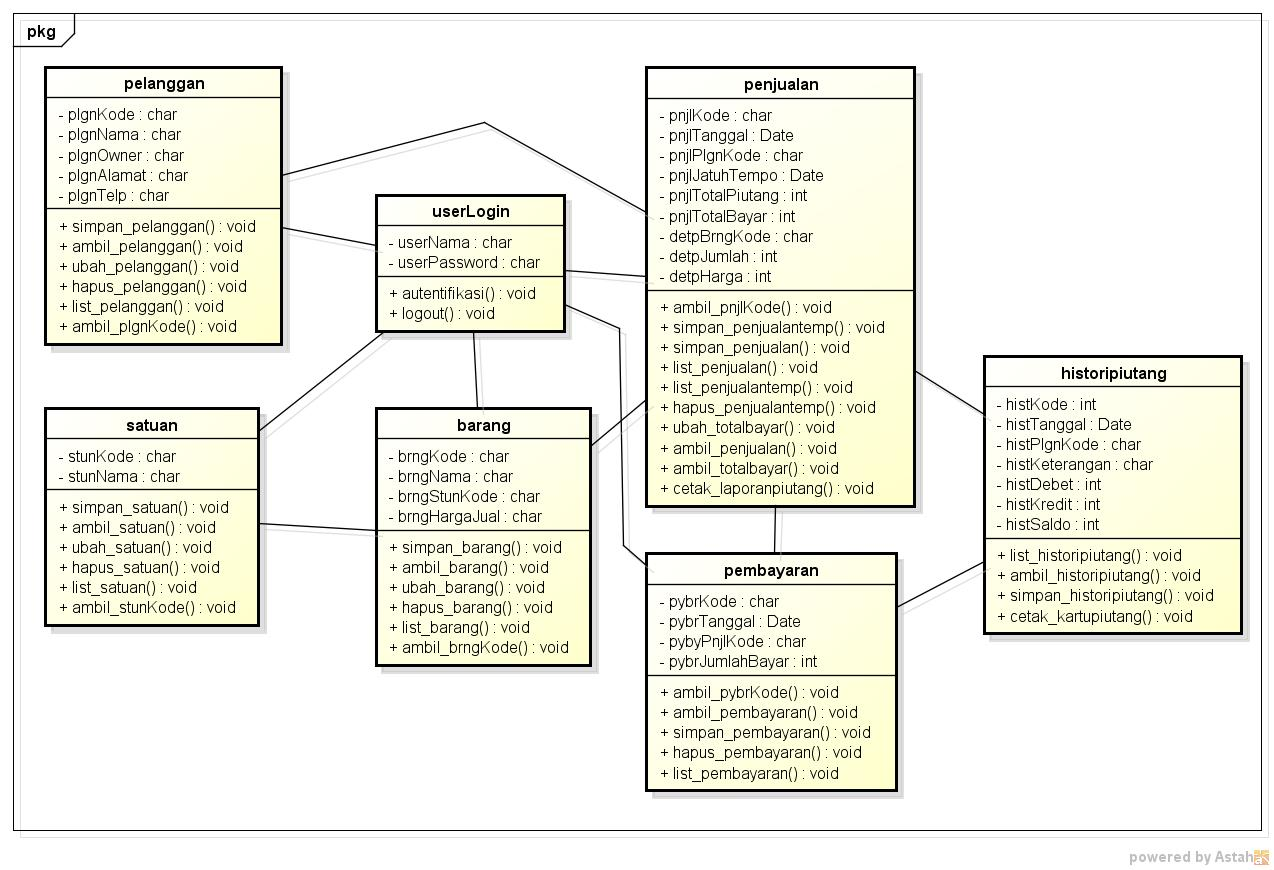 pkg
pelanggan
- plgnKode : char
- plgnNama : char
- plgnOwner : char
- plgnAlamat : char
- plgnTelp : char
+ simpan_pelanggan() : void
+ ambil_pelanggan() : void
+ ubah_pelanggan() : void
+ hapus_pelanggan() : void
+ list_pelanggan() : void
+ ambil_plgnKode() : void
userLogin
- userNama : char
- userPassword : char
+ autentifikasi() : void
+ logout() : void
penjualan
- pnjlKode : char
- pnjlTanggal : Date
- pnjlPlgnKode : char
- pnjlJatuhTempo : Date
- pnjlTotalPiutang : int
- pnjlTotalBayar : int
- detpBrngKode : char
- detpJumlah : int
- detpHarga : int
+ ambil_pnjlKode() : void
+ simpan_penjualantemp() : void
+ simpan_penjualan() : void
+ list_penjualan() : void
+ list_penjualantemp() : void
+ hapus_penjualantemp() : void
+ ubah_totalbayar() : void
+ ambil_penjualan() : void
+ ambil_totalbayar() : void
+ cetak_laporanpiutang() : void
historipiutang
- histKode : int
- histTanggal : Date
- histPlgnKode : char
- histKeterangan : char
- histDebet : int
- histKredit : int
- histSaldo : int
+ list_historipiutang() : void
+ ambil_historipiutang() : void
+ simpan_historipiutang() : void
+ cetak_kartupiutang() : void
satuan
- stunKode : char
- stunNama : char
+ simpan_satuan() : void
+ ambil_satuan() : void
+ ubah_satuan() : void
+ hapus_satuan() : void
+ list_satuan() : void
+ ambil_stunKode() : void
barang
- brngKode : char
- brngNama : char
- brngStunKode : char
- brngHargaJual : char
+ simpan_barang() : void
+ ambil_barang() : void
+ ubah_barang() : void
+ hapus_barang() : void
+ list_barang() : void
+ ambil_brngKode() : void
pembayaran
- pybrKode : char
- pybrTanggal : Date
- pybyPnjlKode : char
- pybrJumlahBayar : int
+ ambil_pybrKode() : void
+ ambil_pembayaran() : void
+ simpan_pembayaran() : void
+ hapus_pembayaran() : void
+ list_pembayaran() : void
powered by Astah